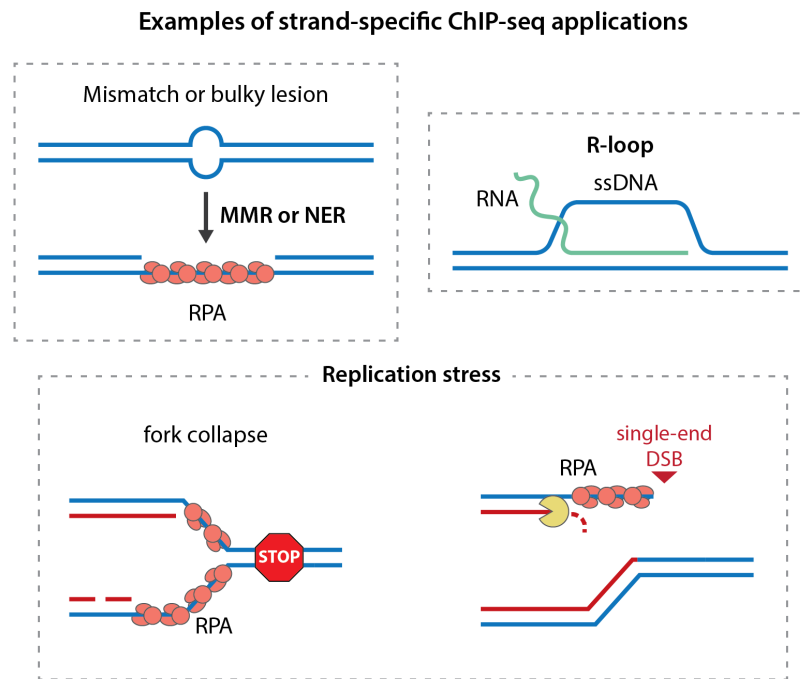 Examples of strand-specific ChIP-seq applications
Mismatch or bulky lesion
MMR or NER
RPA
R-loop
ssDNA
RNA
Replication stress
fork collapse
STOP
RPA
single-end
DSB
RPA